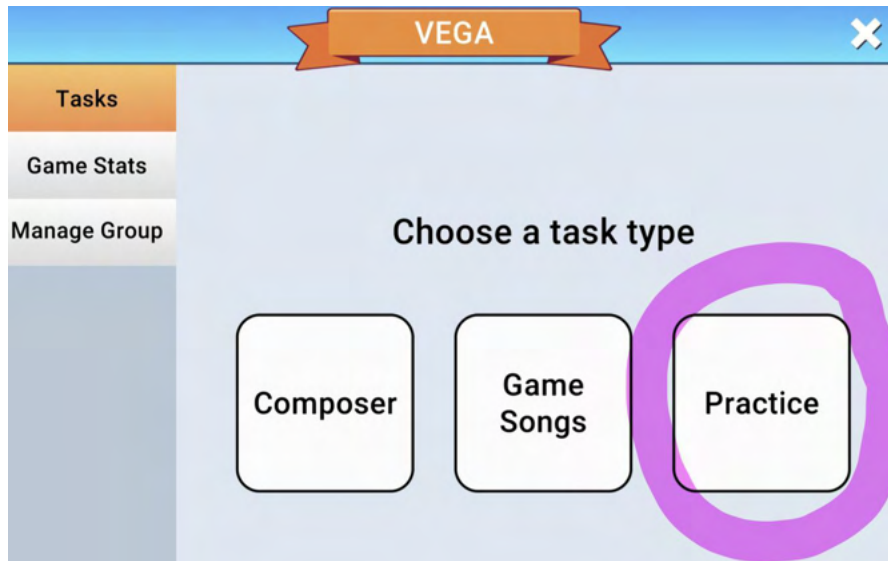 VEGA
Tasks
Game Stats
Manage Group
Choose a task type
Composer
Game
Songs
Practice